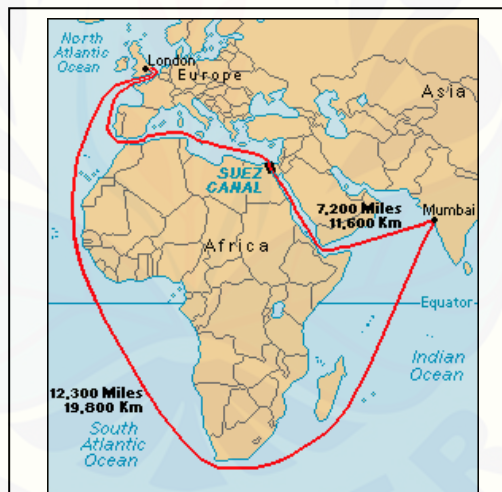 North
Atlantic
Ocean
London
Europe
Asia
SUEZ
CANAL
7,200 Miles
11,600 Km
Mumbai
Africa
Equator
Indian
Ocean
12,300 Miles
19,800 Km
South
Atlantic
Ocean